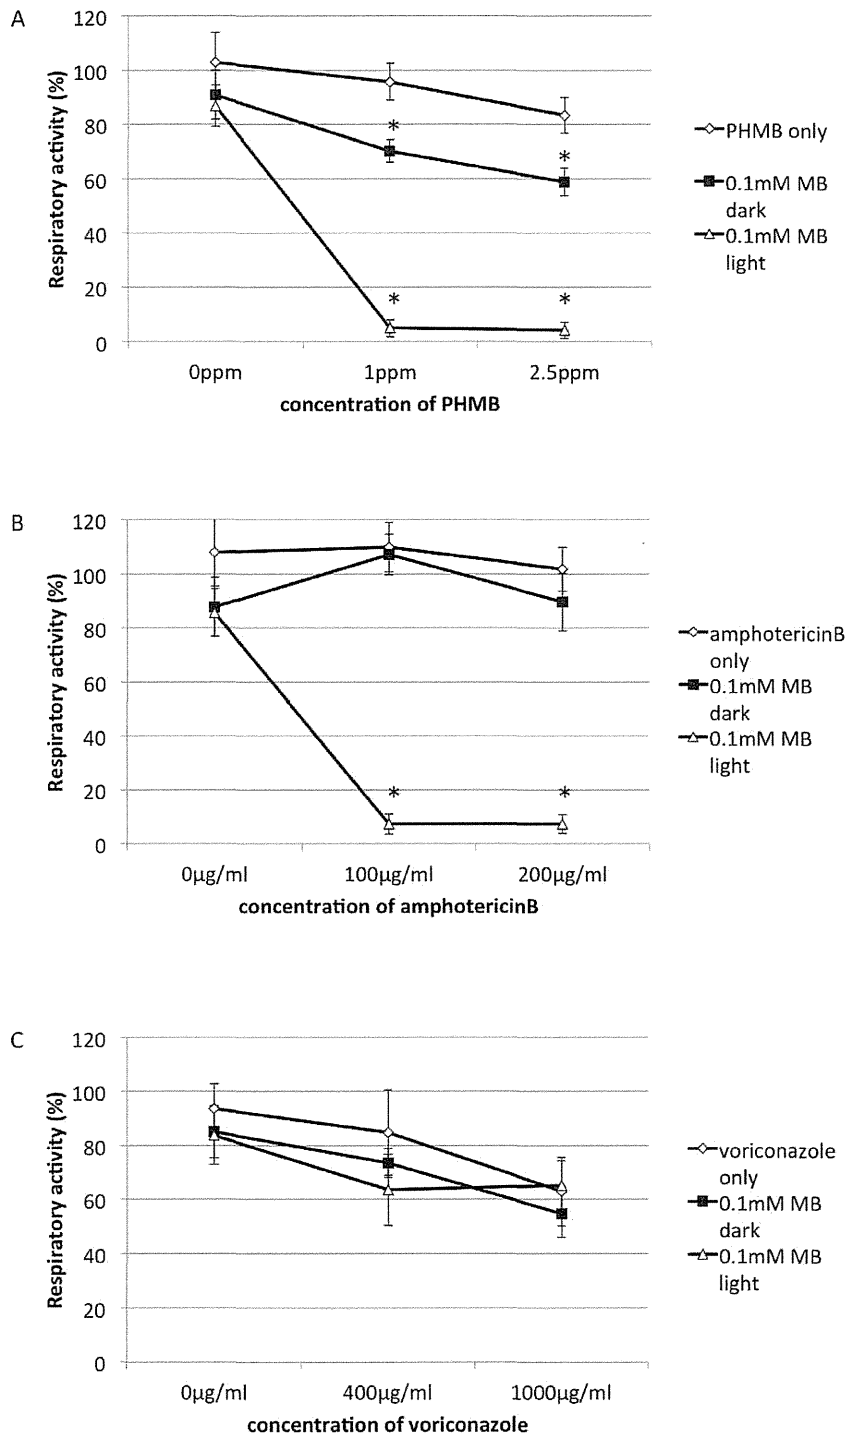 A
120
100
80
60
40
20
0
Respiratory activity (%)
*
*
*
*
0ppm 1ppm 2.5ppm
concentration of PHMB
PHMB only
0.1mM MB
dark
0.1mM MB
light
B
120
100
80
60
40
20
0
Respiratory activity (%)
*
*
0μg/ml 100μg/ml 200μg/ml
concentration of amphotericinB
amphotericinB
only
0.1mM MB
dark
0.1mM MB
light
C
120
100
80
60
40
20
0
Respiratory activity (%)
0μg/ml 400μg/ml 1000μg/ml
concentration of voriconazole
voriconazole
only
0.1mM MB
dark
0.1mM MB
light